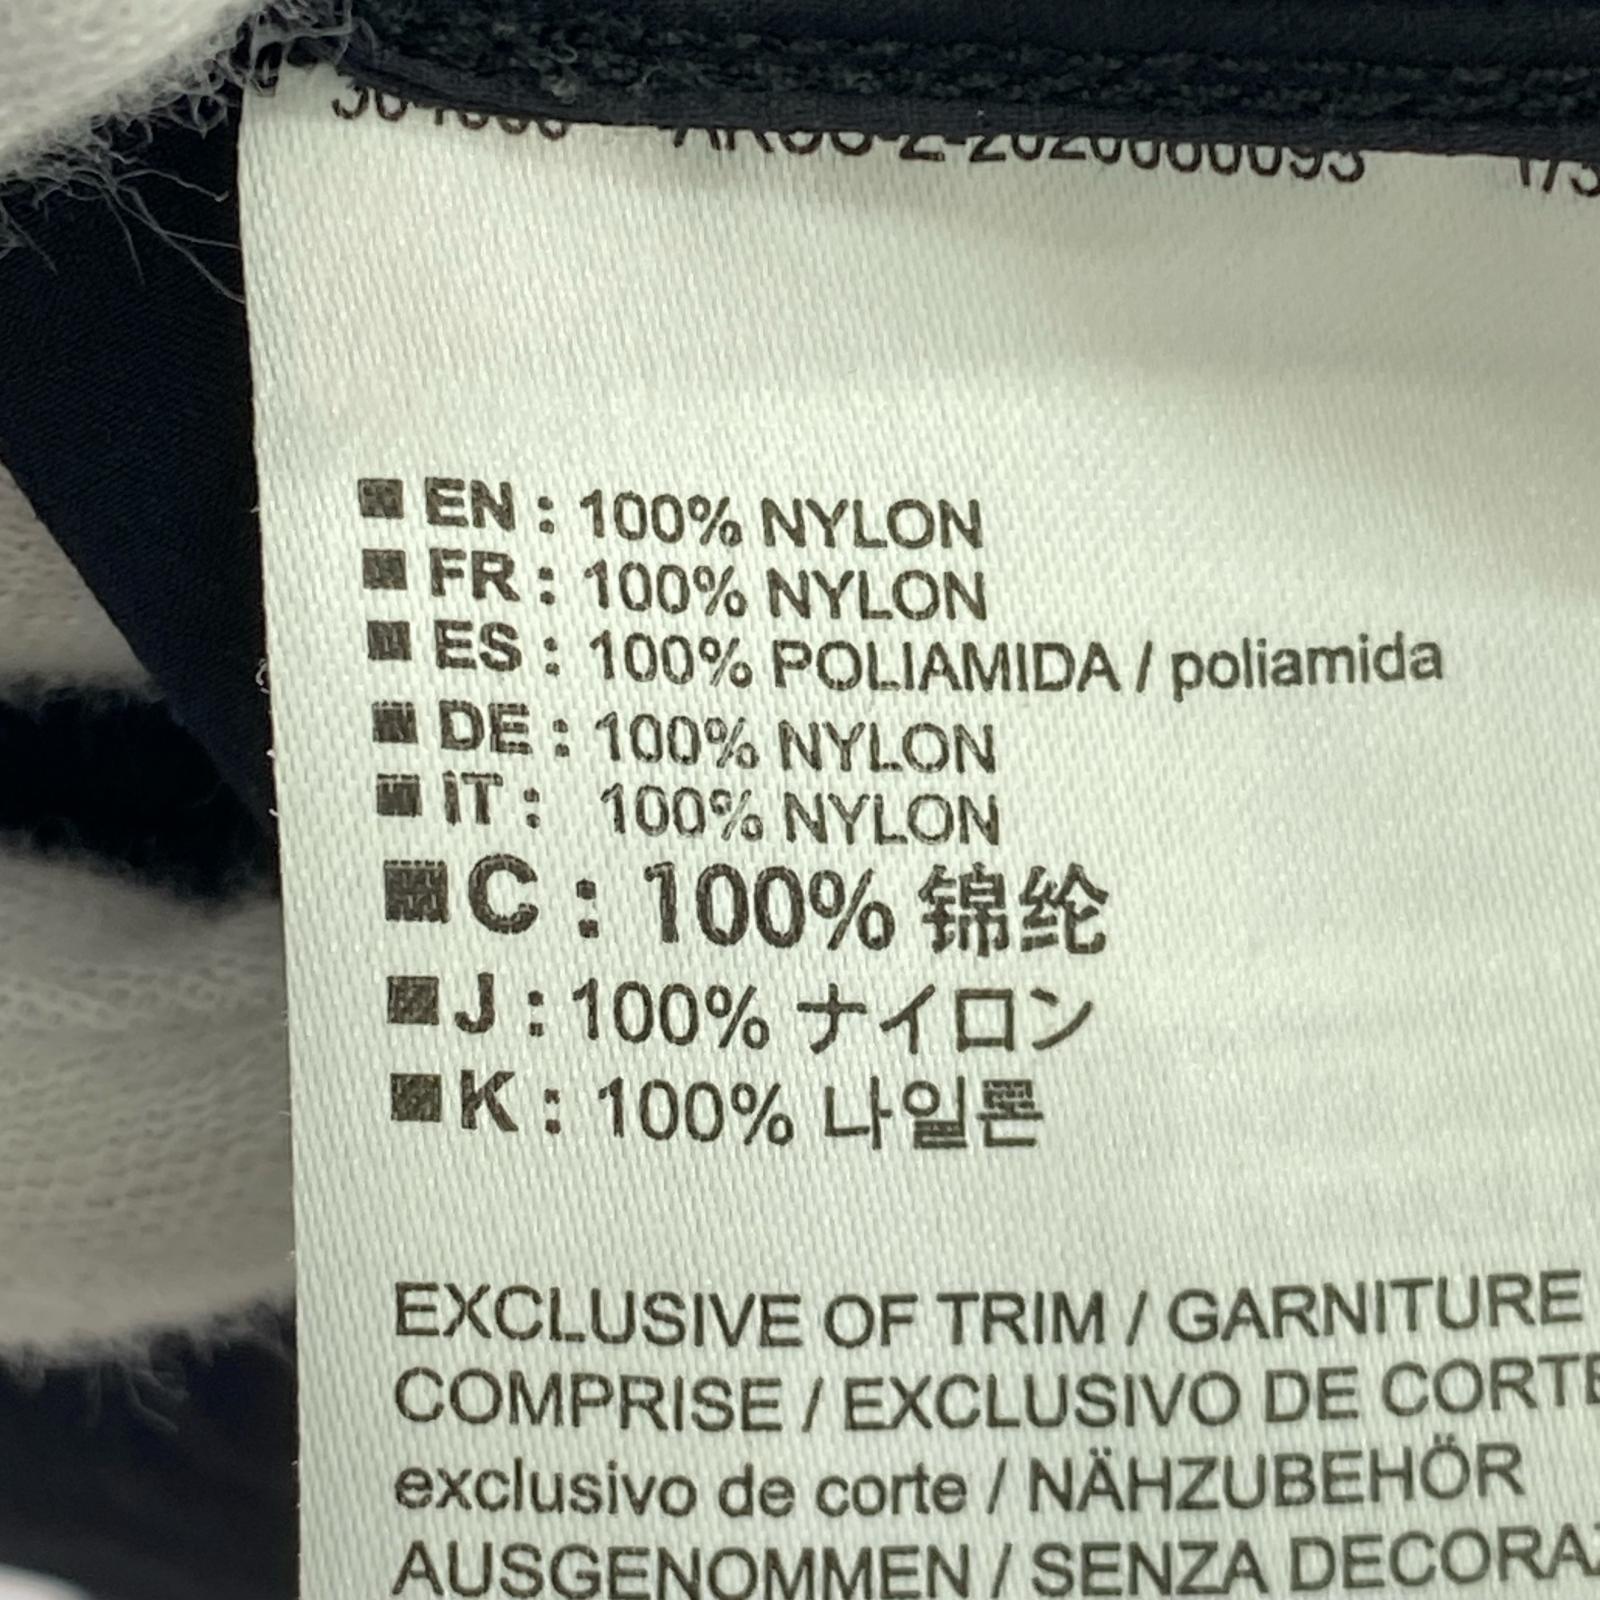 ■ EN : 100% NYLON
■ FR : 100% NYLON
■ ES : 100% POLIAMIDA / poliamida
■ DE : 100% NYLON
■ IT : 100% NYLON
■ C : 100% 锦纶
■ J : 100% ナイロン
■ K : 100% 나일론
EXCLUSIVE OF TRIM / GARNITURE
COMPRISE / EXCLUSIVO DE CORTE
exclusivo de corte / NÄHZUBEHÖR
AUSGENOMMEN / SENZA